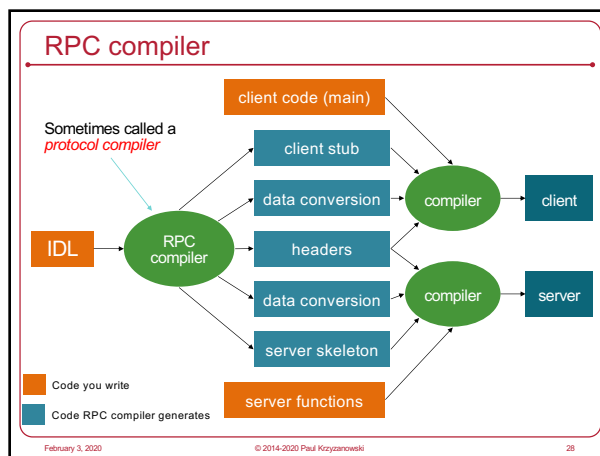 RPC compiler
client code (main)
Sometimes called a
protocol compiler
client stub
data conversion
compiler
client
IDL
RPC
compiler
headers
data conversion
compiler
server
server skeleton
Code you write
server functions
Code RPC compiler generates
February 3, 2020
© 2014-2020 Paul Krzyzanowski
28